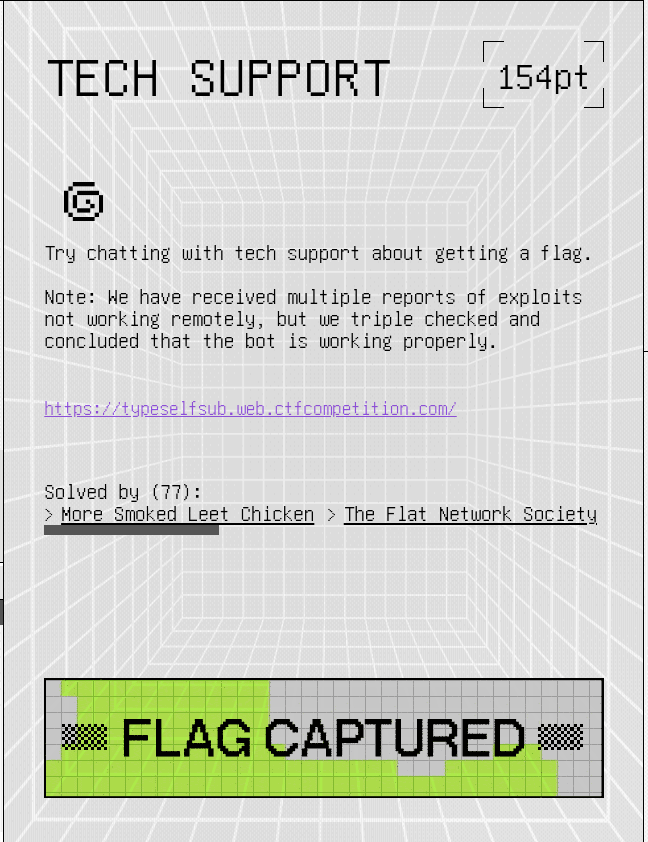 TECH SUPPORT
154pt
Try chatting with tech support about getting a flag.
Note: We have received multiple reports of exploits
not working remotely, but we triple checked and
concluded that the bot is working properly.
https://typeselfsub.web.ctfcompetition.com/
Solved by (77):
> More Smoked Leet Chicken > The Flat Network Society
FLAG CAPTURED